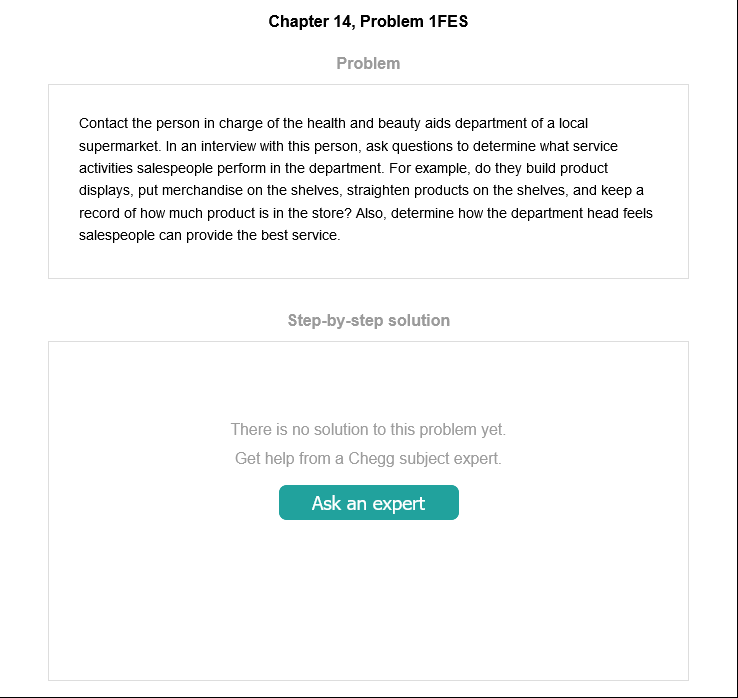 Chapter 14, Problem 1FES
Problem
Contact the person in charge of the health and beauty aids department of a local
supermarket. In an interview with this person, ask questions to determine what service
activities salespeople perform in the department. For example, do they build product
displays, put merchandise on the shelves, straighten products on the shelves, and keep a
record of how much product is in the store? Also, determine how the department head feels
salespeople can provide the best service.
Step-by-step solution
There is no solution to this problem yet.
Get help from a Chegg subject expert.
Ask an expert